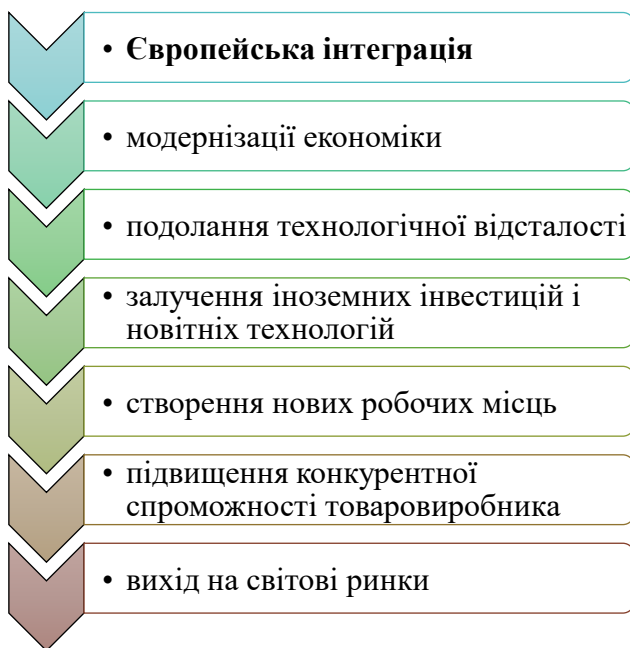 • Європейська інтеграція
• модернізації економіки
• подолання технологічної відсталості
• залучення іноземних інвестицій і
новітніх технологій
• створення нових робочих місць
• підвищення конкурентної
спроможності товаровиробника
• вихід на світові ринки